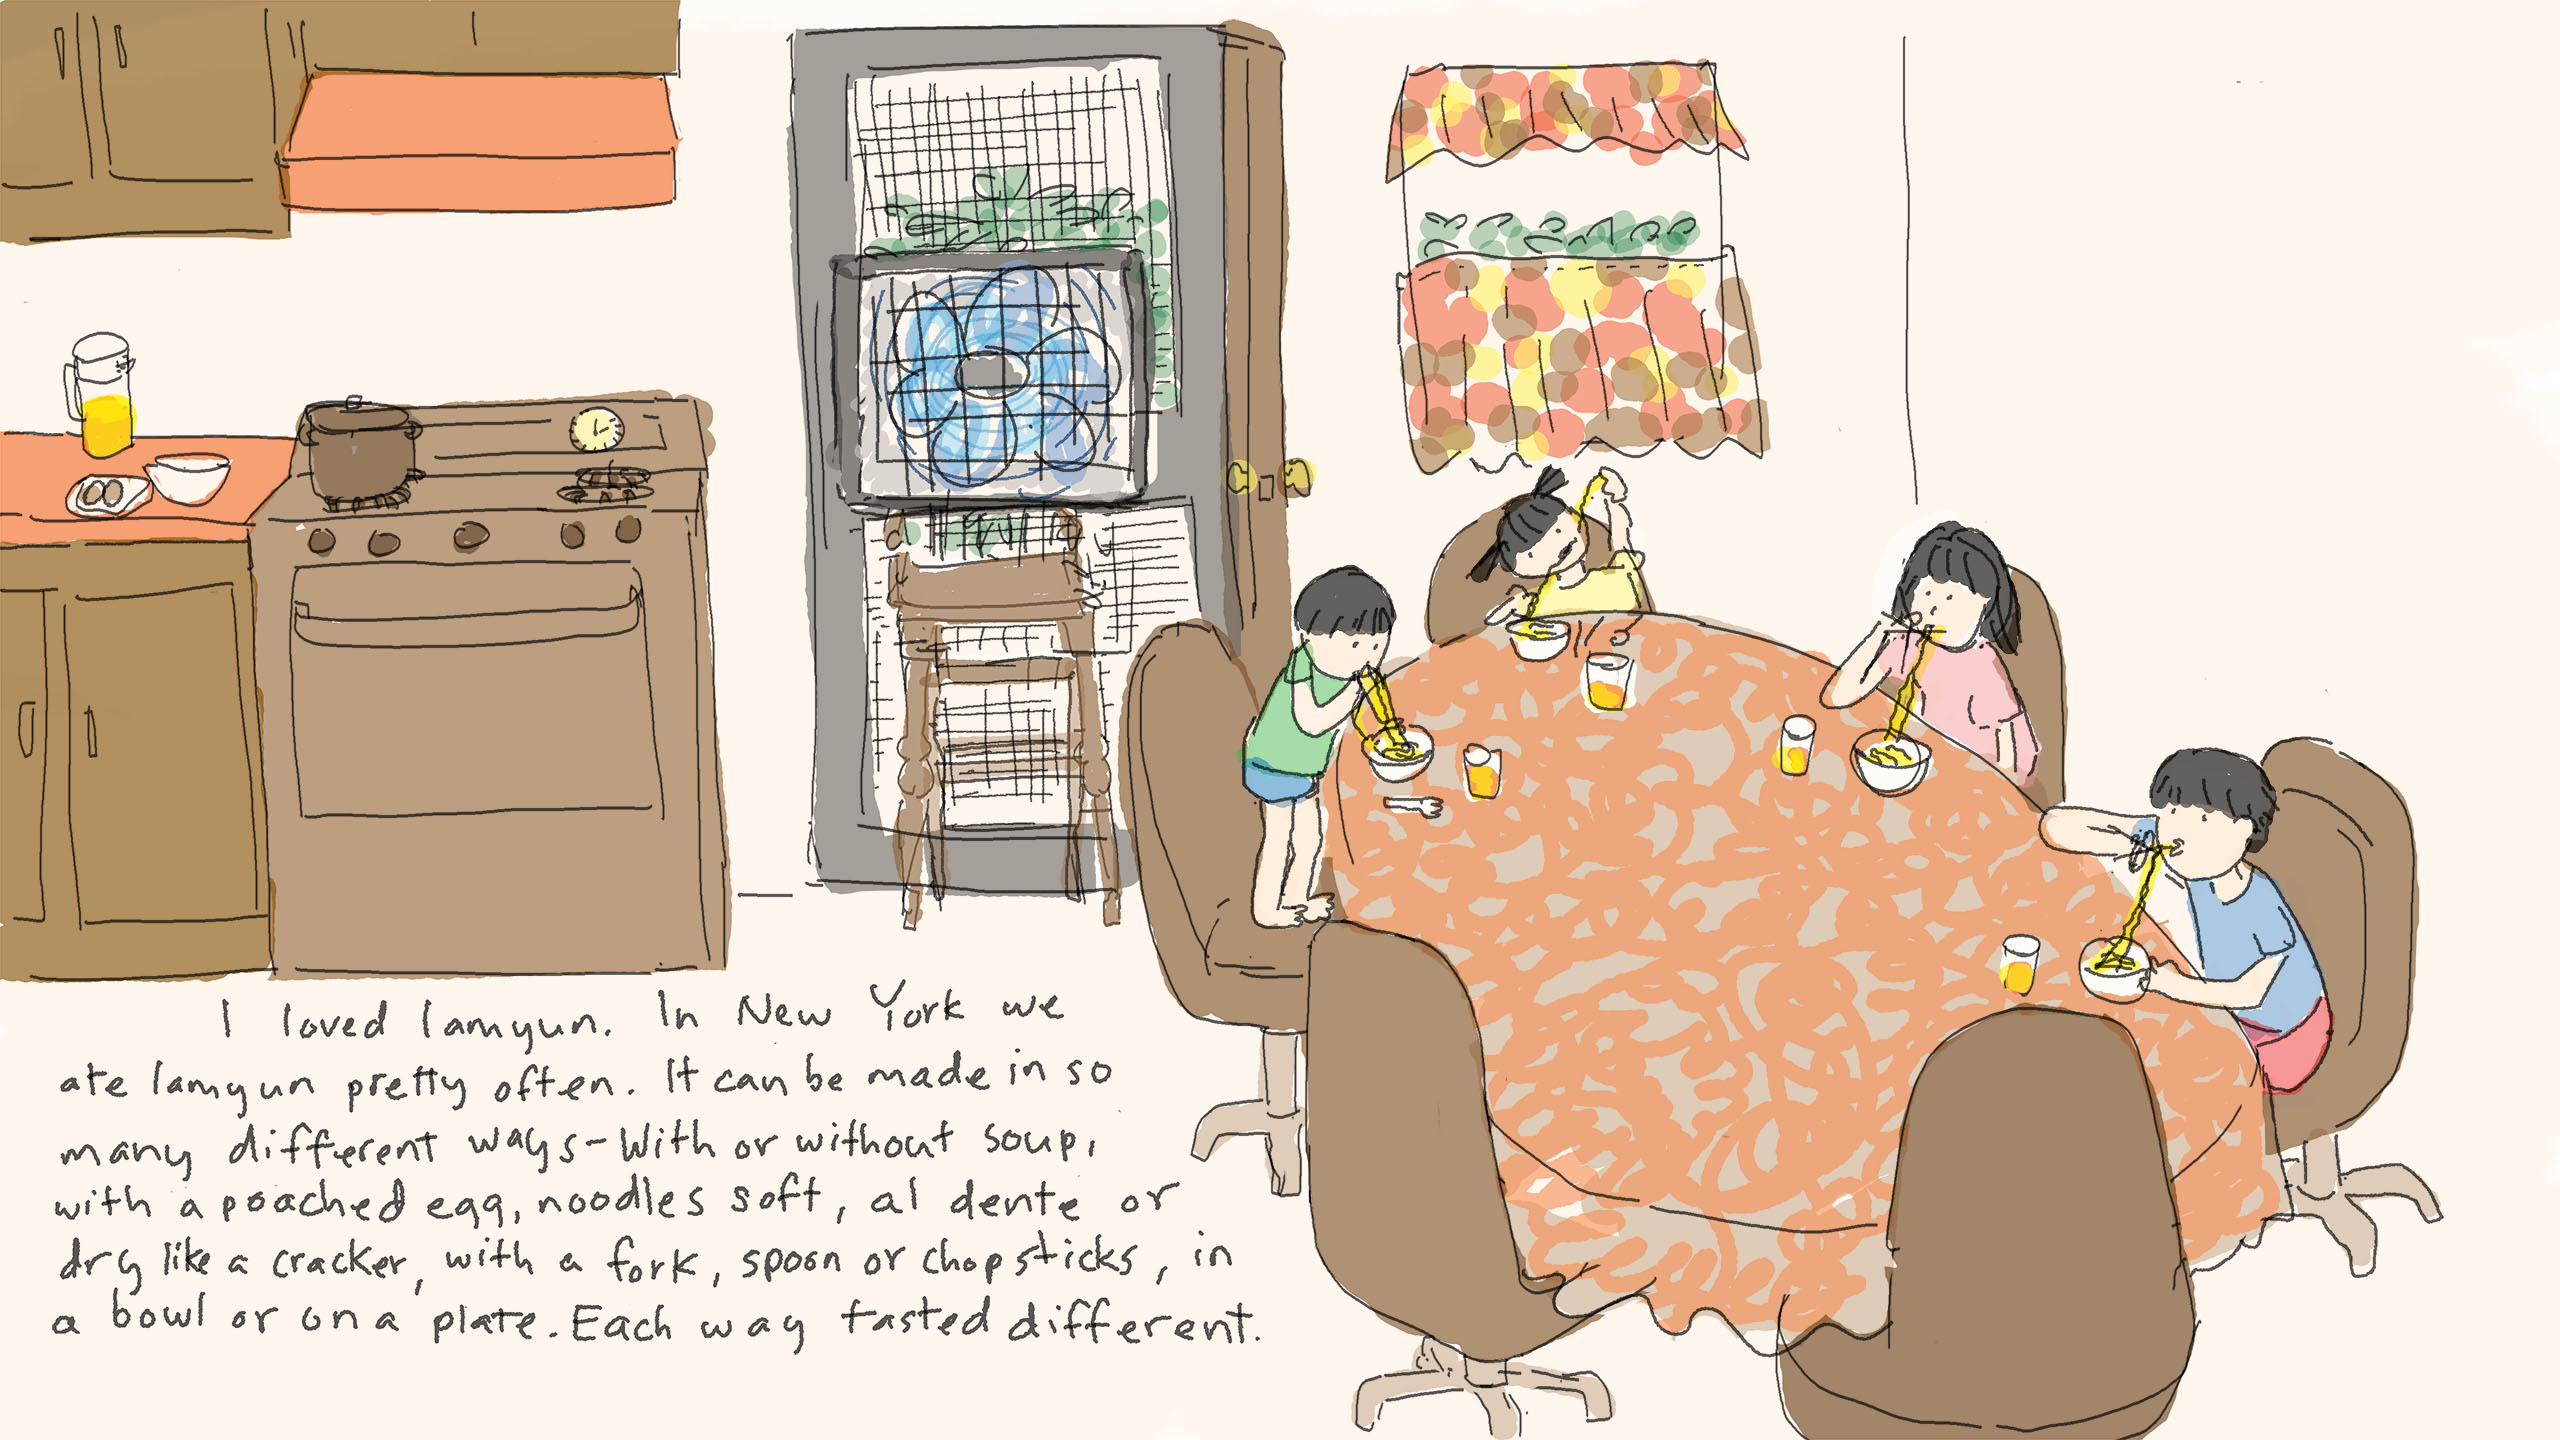 I loved lamyun. In New York we
ate lamyun pretty often. It can be made in so
many different ways - With or without soup,
with a poached egg, noodles soft, al dente or
dry like a cracker, with a fork, spoon or chopsticks, in
a bowl or on a plate. Each way tasted different.